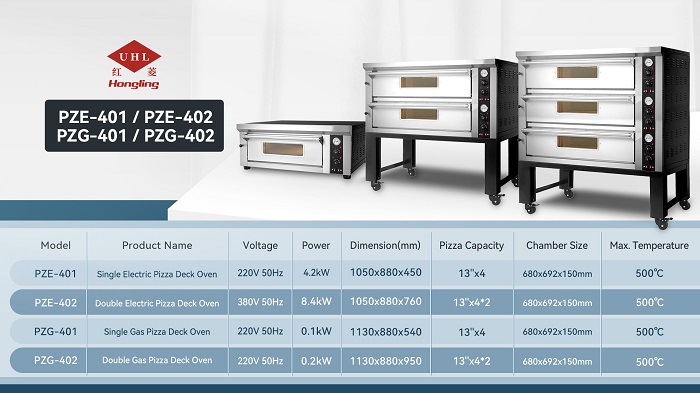 UHL
红 菱
Hongling
PZE-401 / PZE-402
PZG-401 / PZG-402
Model Product Name Voltage Power Dimension(mm) Pizza Capacity Chamber Size Max. Temperature
PZE-401 Single Electric Pizza Deck Oven 220V 50Hz 4.2kW 1050x880x450 13"x4 680x692x150mm 500℃
PZE-402 Double Electric Pizza Deck Oven 380V 50Hz 8.4kW 1050x880x760 13"x4*2 680x692x150mm 500℃
PZG-401 Single Gas Pizza Deck Oven 220V 50Hz 0.1kW 1130x880x540 13"x4 680x692x150mm 500℃
PZG-402 Double Gas Pizza Deck Oven 220V 50Hz 0.2kW 1130x880x950 13"x4*2 680x692x150mm 500℃